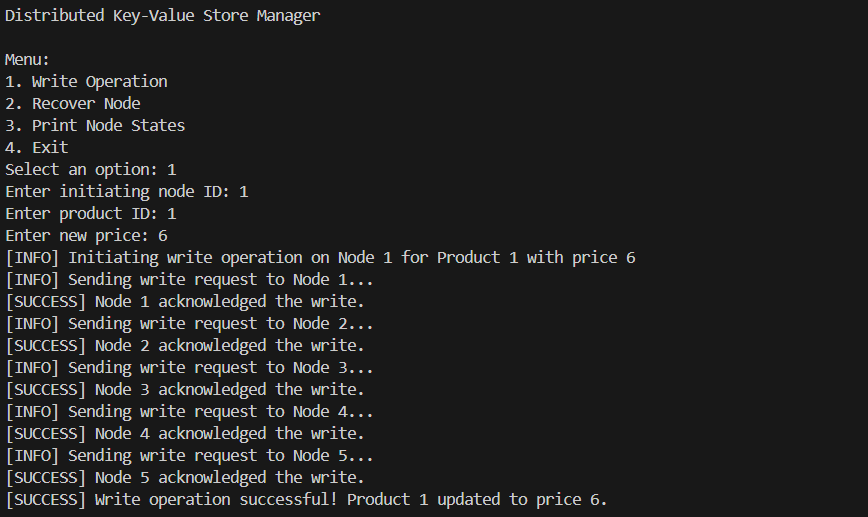 Distributed Key-Value Store Manager
Menu:
1. Write Operation
2. Recover Node
3. Print Node States
4. Exit
Select an option: 1
Enter initiating node ID: 1
Enter product ID: 1
Enter new price: 6
[INFO] Initiating write operation on Node 1 for Product 1 with price 6
[INFO] Sending write request to Node 1...
[SUCCESS] Node 1 acknowledged the write.
[INFO] Sending write request to Node 2...
[SUCCESS] Node 2 acknowledged the write.
[INFO] Sending write request to Node 3...
[SUCCESS] Node 3 acknowledged the write.
[INFO] Sending write request to Node 4...
[SUCCESS] Node 4 acknowledged the write.
[INFO] Sending write request to Node 5...
[SUCCESS] Node 5 acknowledged the write.
[SUCCESS] Write operation successful! Product 1 updated to price 6.